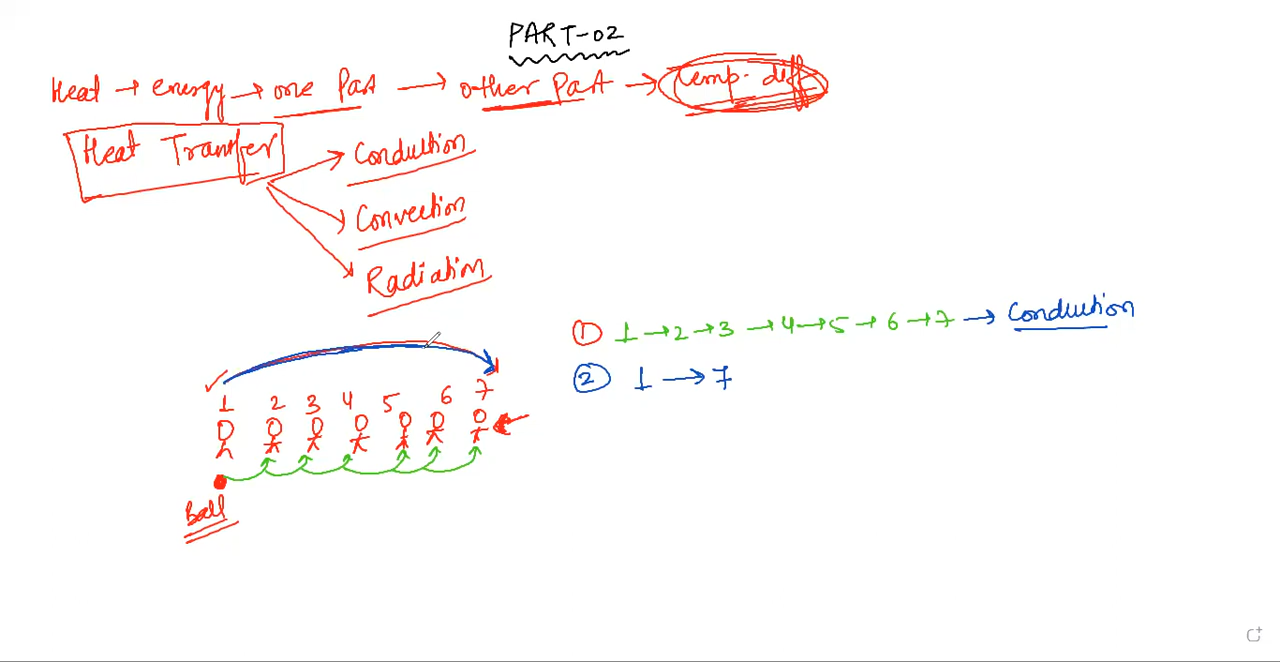 PART-02
Heat → energy → one Part → other Part → temp. diff
Heat Transfer
Conduction
Convection
Radiation
① 1 → 2 → 3 → 4 → 5 → 6 → 7 → Conduction
② 1 → 7
1 2 3 4 5 6 7
Ball